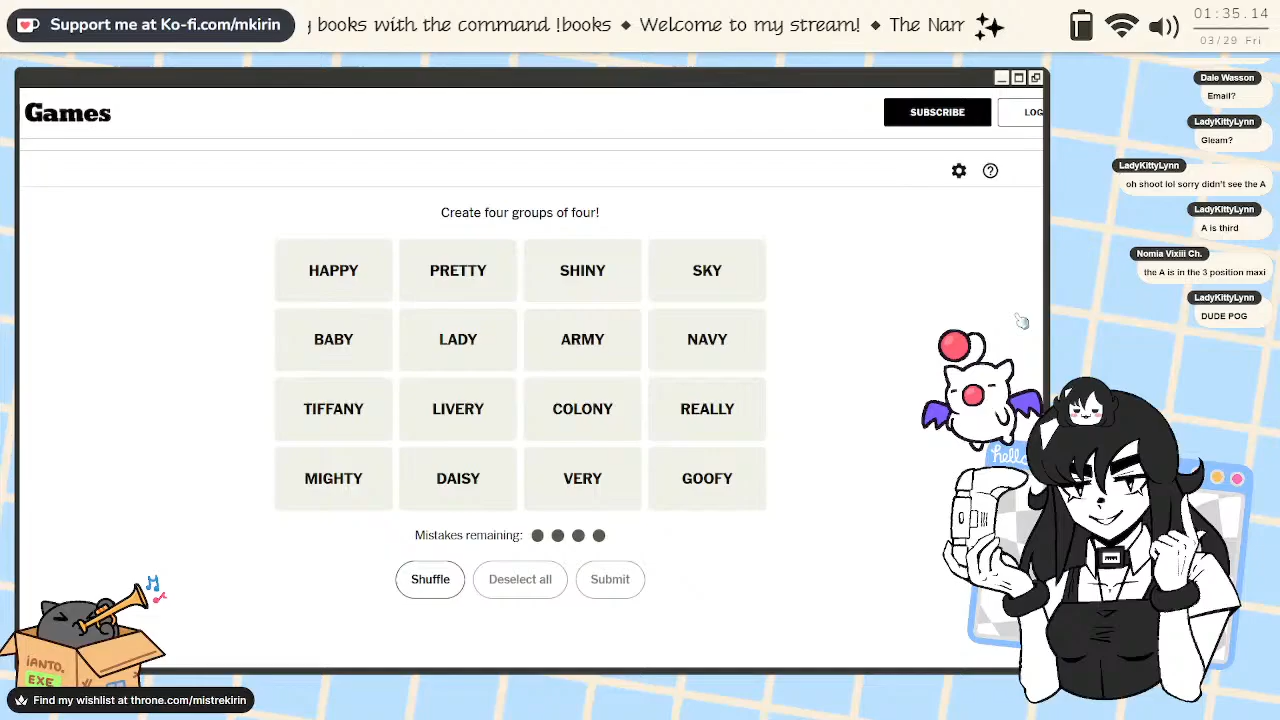 Support me at Ko-fi.com/mkirin
y books with the command !books ◆ Welcome to my stream! ◆ The Nam
01:35.14
03/29 Fri
Games
SUBSCRIBE
LOG
Create four groups of four!
HAPPY PRETTY SHINY SKY
BABY LADY ARMY NAVY
TIFFANY LIVERY COLONY REALLY
MIGHTY DAISY VERY GOOFY
Mistakes remaining:
Shuffle Deselect all Submit
Dale Wasson
Email?
LadyKittyLynn
Gleam?
LadyKittyLynn
oh shoot lol sorry didn't see the A
LadyKittyLynn
A is third
Nomia Vixiii Ch.
the A is in the 3 position maxi
LadyKittyLynn
DUDE POG
hello
¡ANTO.
EXE
Find my wishlist at throne.com/mistrekirin